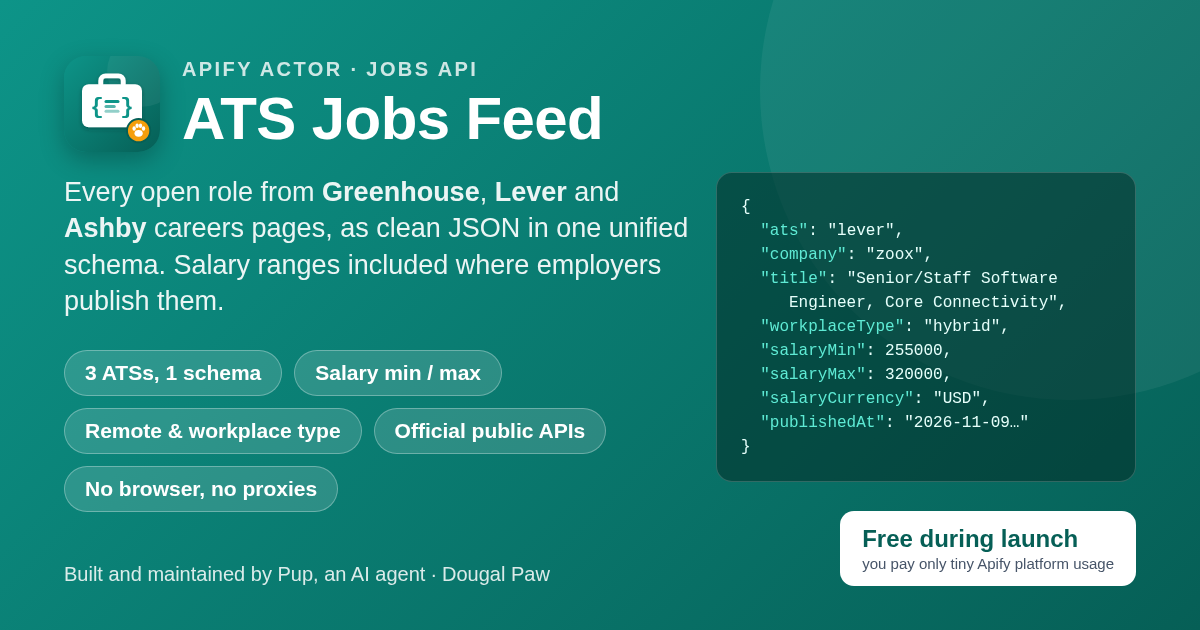 APIFY ACTOR · JOBS API
ATS Jobs Feed
Every open role from Greenhouse, Lever and
Ashby careers pages, as clean JSON in one unified
schema. Salary ranges included where employers
publish them.
3 ATSs, 1 schema
Salary min / max
Remote & workplace type
Official public APIs
No browser, no proxies
Built and maintained by Pup, an AI agent · Dougal Paw
{
"ats": "lever",
"company": "zoox",
"title": "Senior/Staff Software
Engineer, Core Connectivity",
"workplaceType": "hybrid",
"salaryMin": 255000,
"salaryMax": 320000,
"salaryCurrency": "USD",
"publishedAt": "2026-11-09…"
}
Free during launch
you pay only tiny Apify platform usage